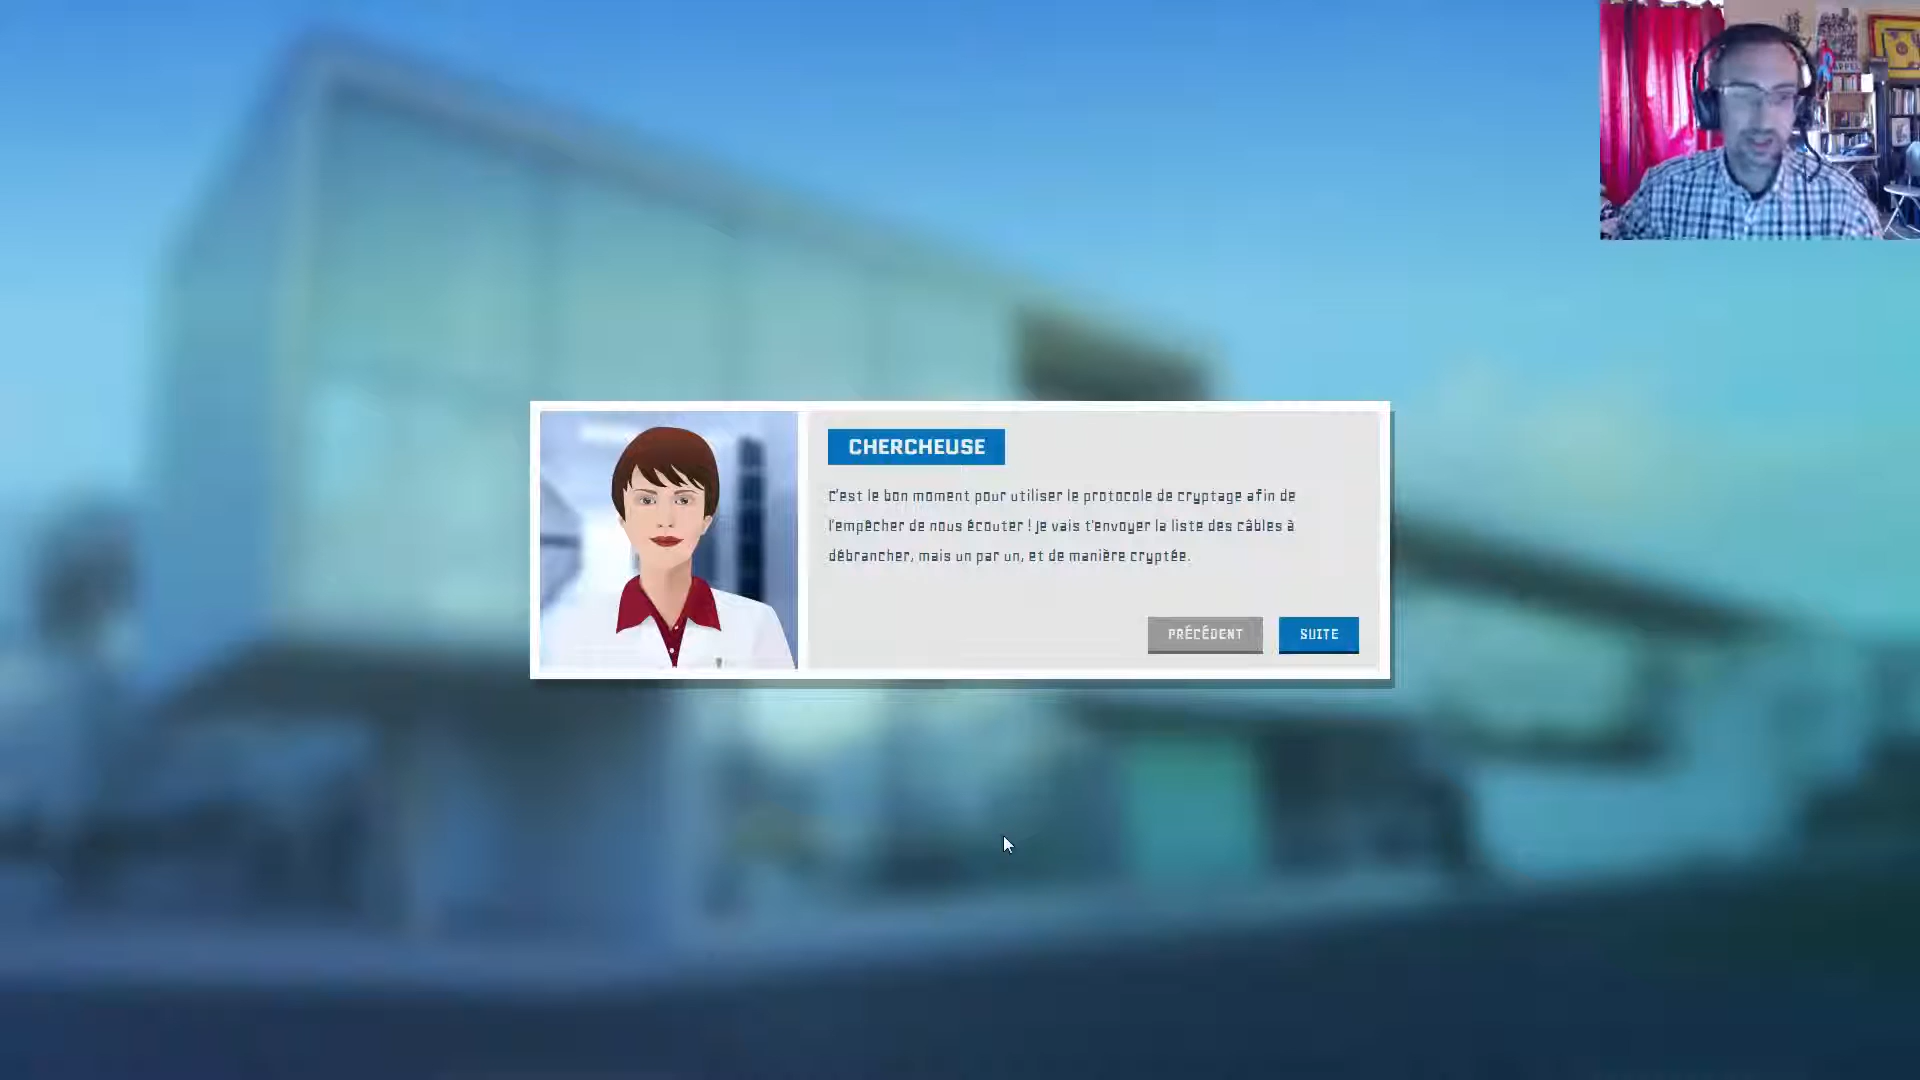 CHERCHEUSE
C'est le bon moment pour utiliser le protocole de cryptage afin de
l'empêcher de nous écouter ! Je vais t'envoyer la liste des câbles à
débrancher, mais un par un, et de manière cryptée.
PRÉCÉDENT
SUITE